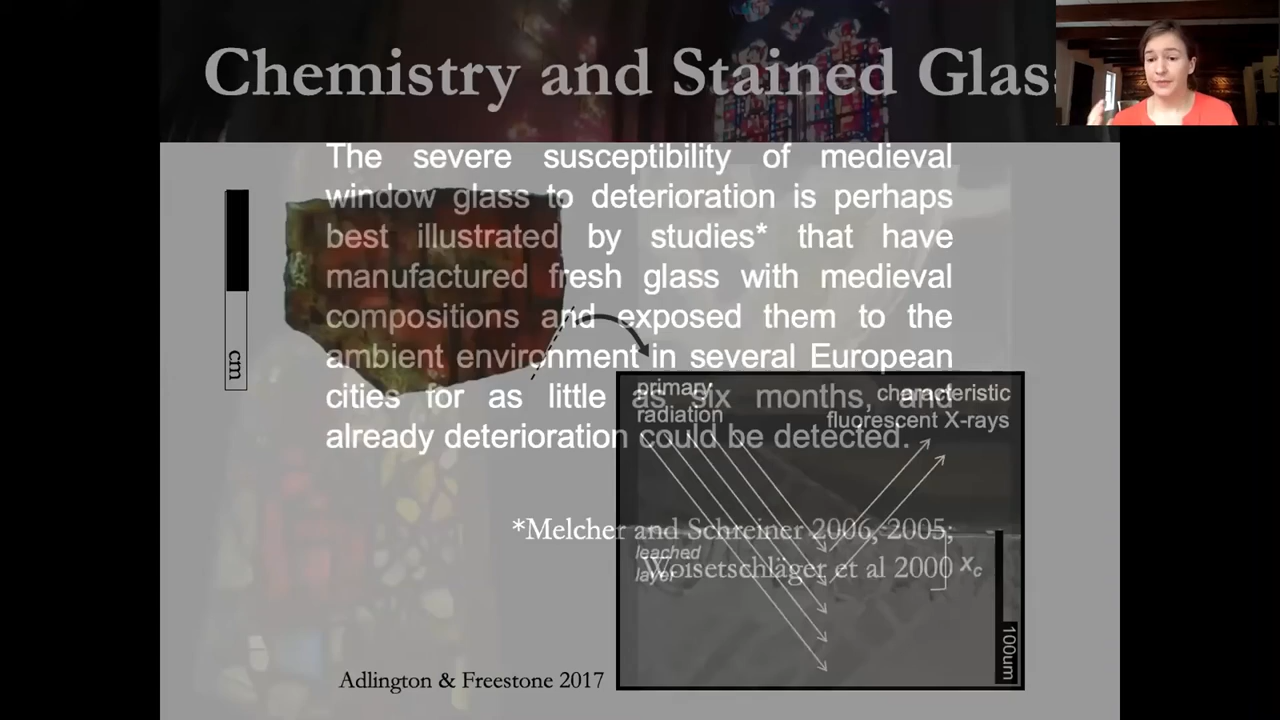 Chemistry and Stained Glas
The severe susceptibility of medieval
window glass to deterioration is perhaps
best illustrated by studies* that have
manufactured fresh glass with medieval
compositions and exposed them to the
ambient environment in several European
cities for as little as six months, and
already deterioration could be detected.
*Melcher and Schreiner 2006, 2005;
Woisetschläger et al 2000
cm
primary
radiation
characteristic
fluorescent X-rays
leached
layer
Xc
100um
Adlington & Freestone 2017